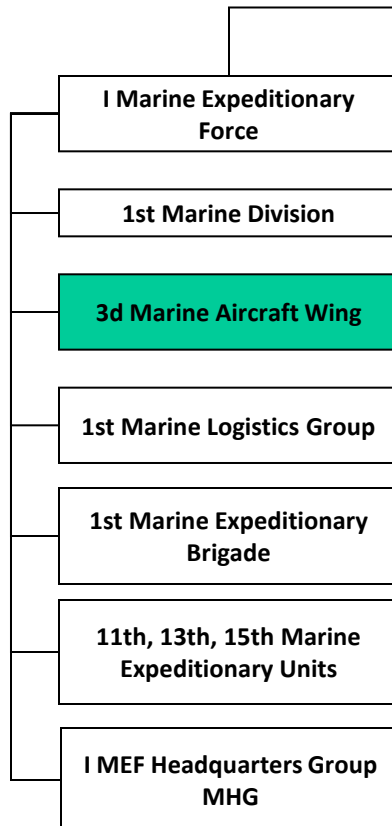 I Marine Expeditionary
Force
1st Marine Division
3d Marine Aircraft Wing
1st Marine Logistics Group
1st Marine Expeditionary
Brigade
11th, 13th, 15th Marine
Expeditionary Units
I MEF Headquarters Group
MHG